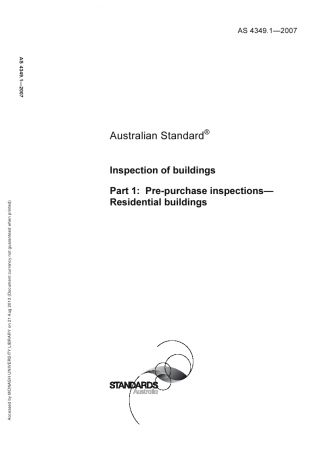 AS 4349.1—2007
AS 4349.1—2007
Australian Standard®
Inspection of buildings
Part 1: Pre-purchase inspections—
Residential buildings
Accessed by MONASH UNIVERSITY LIBRARY on 21 Aug 2012 (Document currency not guaranteed when printed)
STANDARDS
Australia